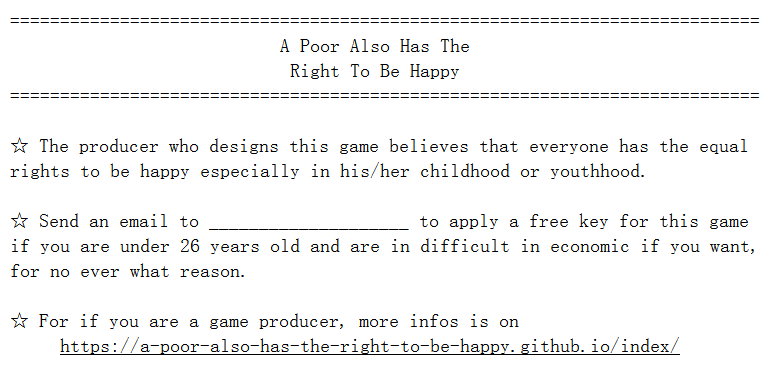 ===========================================================================
A Poor Also Has The
Right To Be Happy
===========================================================================
☆ The producer who designs this game believes that everyone has the equal
rights to be happy especially in his/her childhood or youthhood.
☆ Send an email to ____________________ to apply a free key for this game
if you are under 26 years old and are in difficult in economic if you want,
for no ever what reason.
☆ For if you are a game producer, more infos is on
https://a-poor-also-has-the-right-to-be-happy.github.io/index/